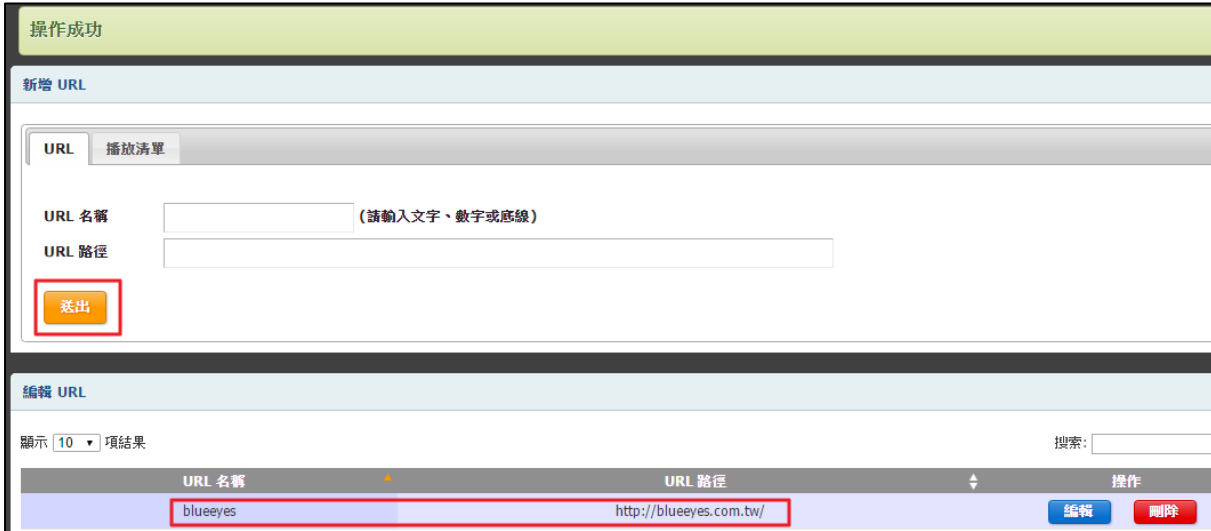 操作成功
新增 URL
URL 播放清單
URL 名稱 (請輸入文字、數字或底線)
URL 路徑
送出
編輯 URL
顯示 10 項結果 搜索:
URL 名稱 URL 路徑 操作
blueeyes http://blueeyes.com.tw/ 編輯 刪除